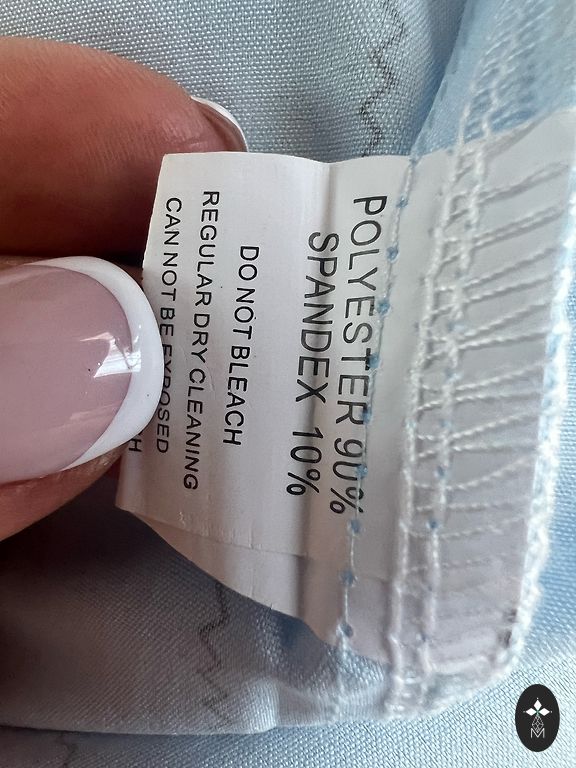 POLYESTER 90%
SPANDEX 10%
DO NOT BLEACH
REGULAR DRY CLEANING
CAN NOT BE EXPOSED
M